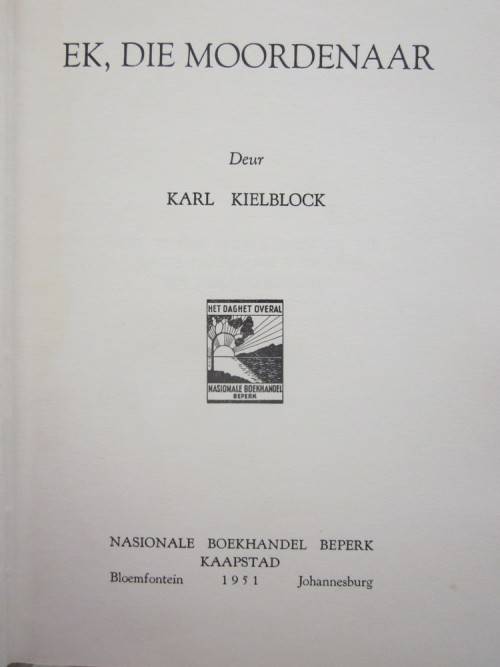 EK, DIE MOORDENAAR
Deur
KARL KIELBLOCK
HET DAGHET OVERAL
NASIONALE BOEKHANDEL
BEPERK
NASIONALE BOEKHANDEL BEPERK
KAAPSTAD
Bloemfontein 1951 Johannesburg